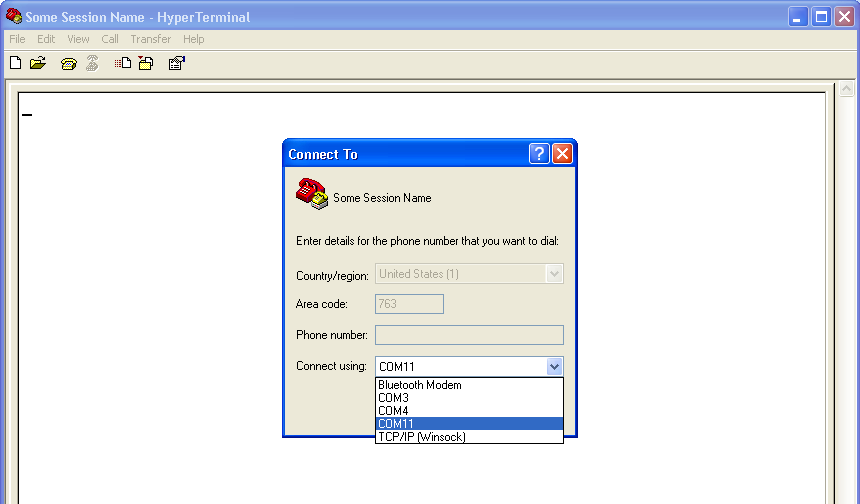 Some Session Name - HyperTerminal
File Edit View Call Transfer Help
Connect To
?
Some Session Name
Enter details for the phone number that you want to dial:
Country/region: United States (1)
Area code: 763
Phone number:
Connect using: COM11
Bluetooth Modem
COM3
COM4
COM11
TCP/IP (Winsock)